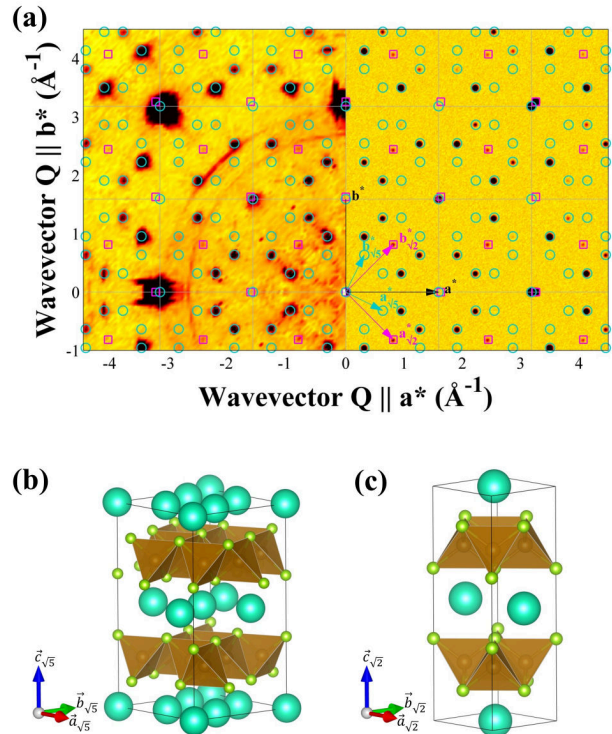 (a)
Wavevector Q || b* (Å⁻¹)
4
3
2
1
0
-1
b*
b*√5
b*√2
a*
a*√5
a*√2
-4 -3 -2 -1 0 1 2 3 4
Wavevector Q || a* (Å⁻¹)
(b) (c)
c⃗√5
b⃗√5
a⃗√5
c⃗√2
b⃗√2
a⃗√2